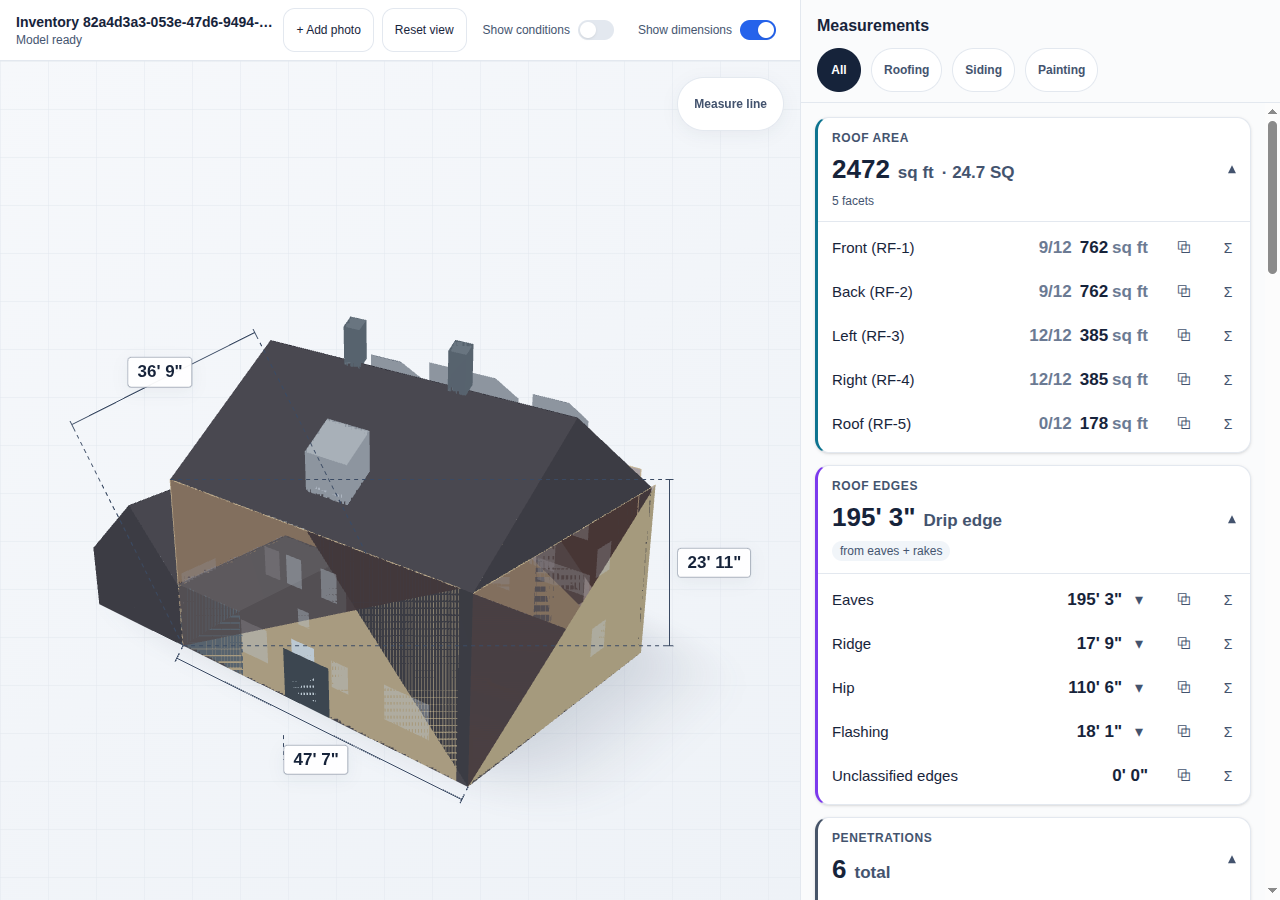 Inventory 82a4d3a3-053e-47d6-9494-…
Model ready
+ Add photo
Reset view
Show conditions
Show dimensions
Measure line
36' 9"
23' 11"
47' 7"
Measurements
All
Roofing
Siding
Painting
ROOF AREA
2472 sq ft · 24.7 SQ
5 facets
Front (RF-1) 9/12 762 sq ft Σ
Back (RF-2) 9/12 762 sq ft Σ
Left (RF-3) 12/12 385 sq ft Σ
Right (RF-4) 12/12 385 sq ft Σ
Roof (RF-5) 0/12 178 sq ft Σ
ROOF EDGES
195' 3" Drip edge
from eaves + rakes
Eaves 195' 3" Σ
Ridge 17' 9" Σ
Hip 110' 6" Σ
Flashing 18' 1" Σ
Unclassified edges 0' 0" Σ
PENETRATIONS
6 total